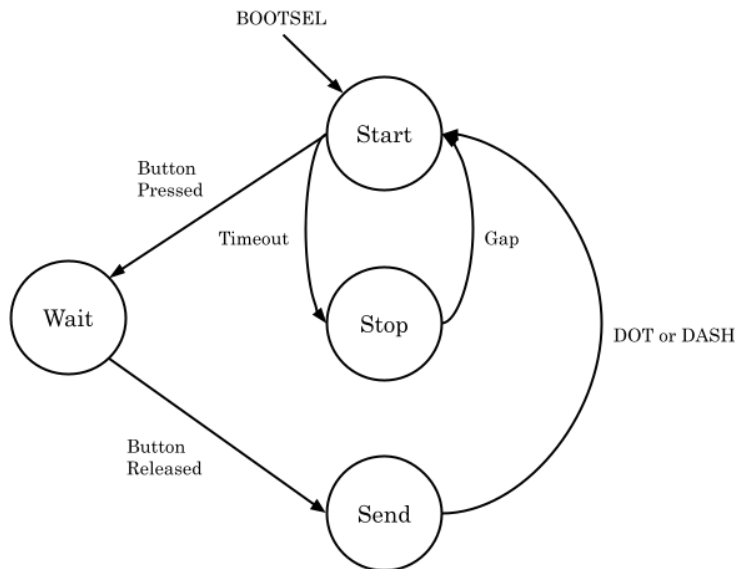 BOOTSEL
Start
Button
Pressed
Timeout
Gap
Wait
Stop
DOT or DASH
Button
Released
Send